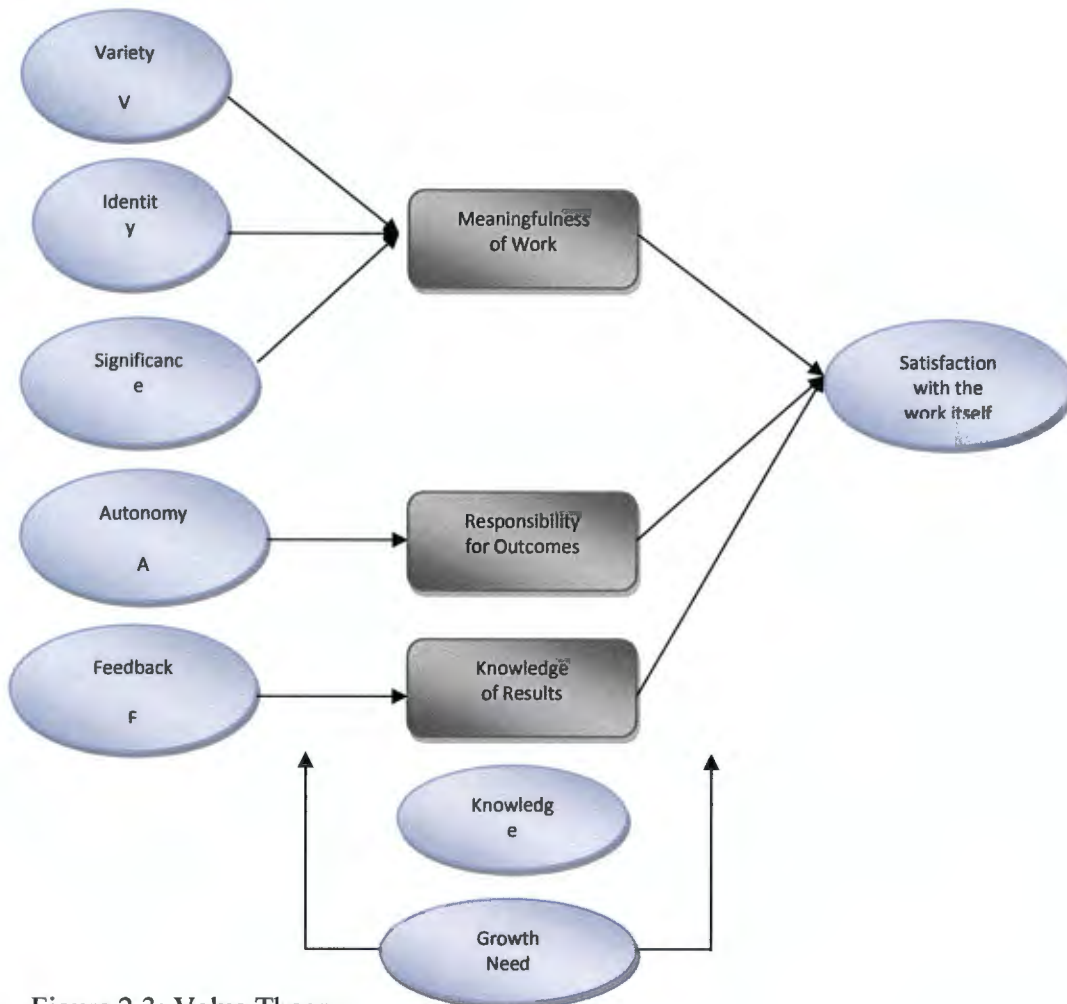 Variety
V
Identit
y
Significanc
e
Autonomy
A
Feedback
F
Meaningfulness
of Work
Responsibility
for Outcomes
Knowledge
of Results
Knowledg
e
Growth
Need
Satisfaction
with the
work itself
Figure 2.3: Value Theory